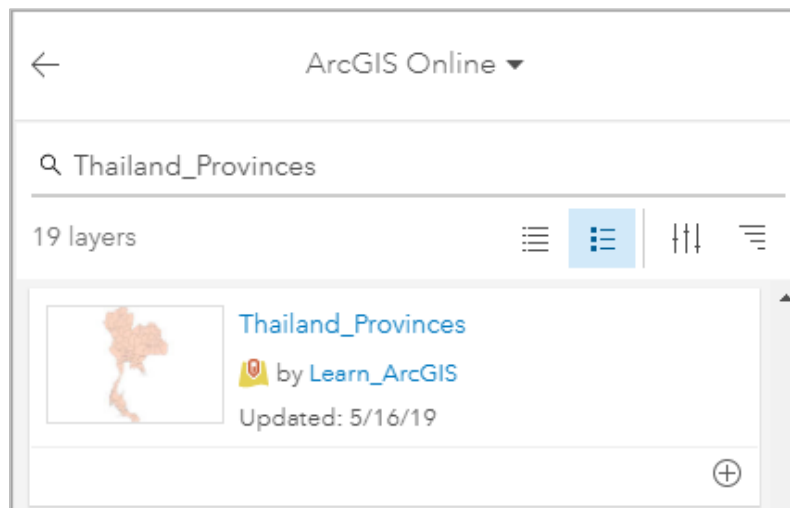 ArcGIS Online
Thailand_Provinces
19 layers
Thailand_Provinces
by Learn_ArcGIS
Updated: 5/16/19